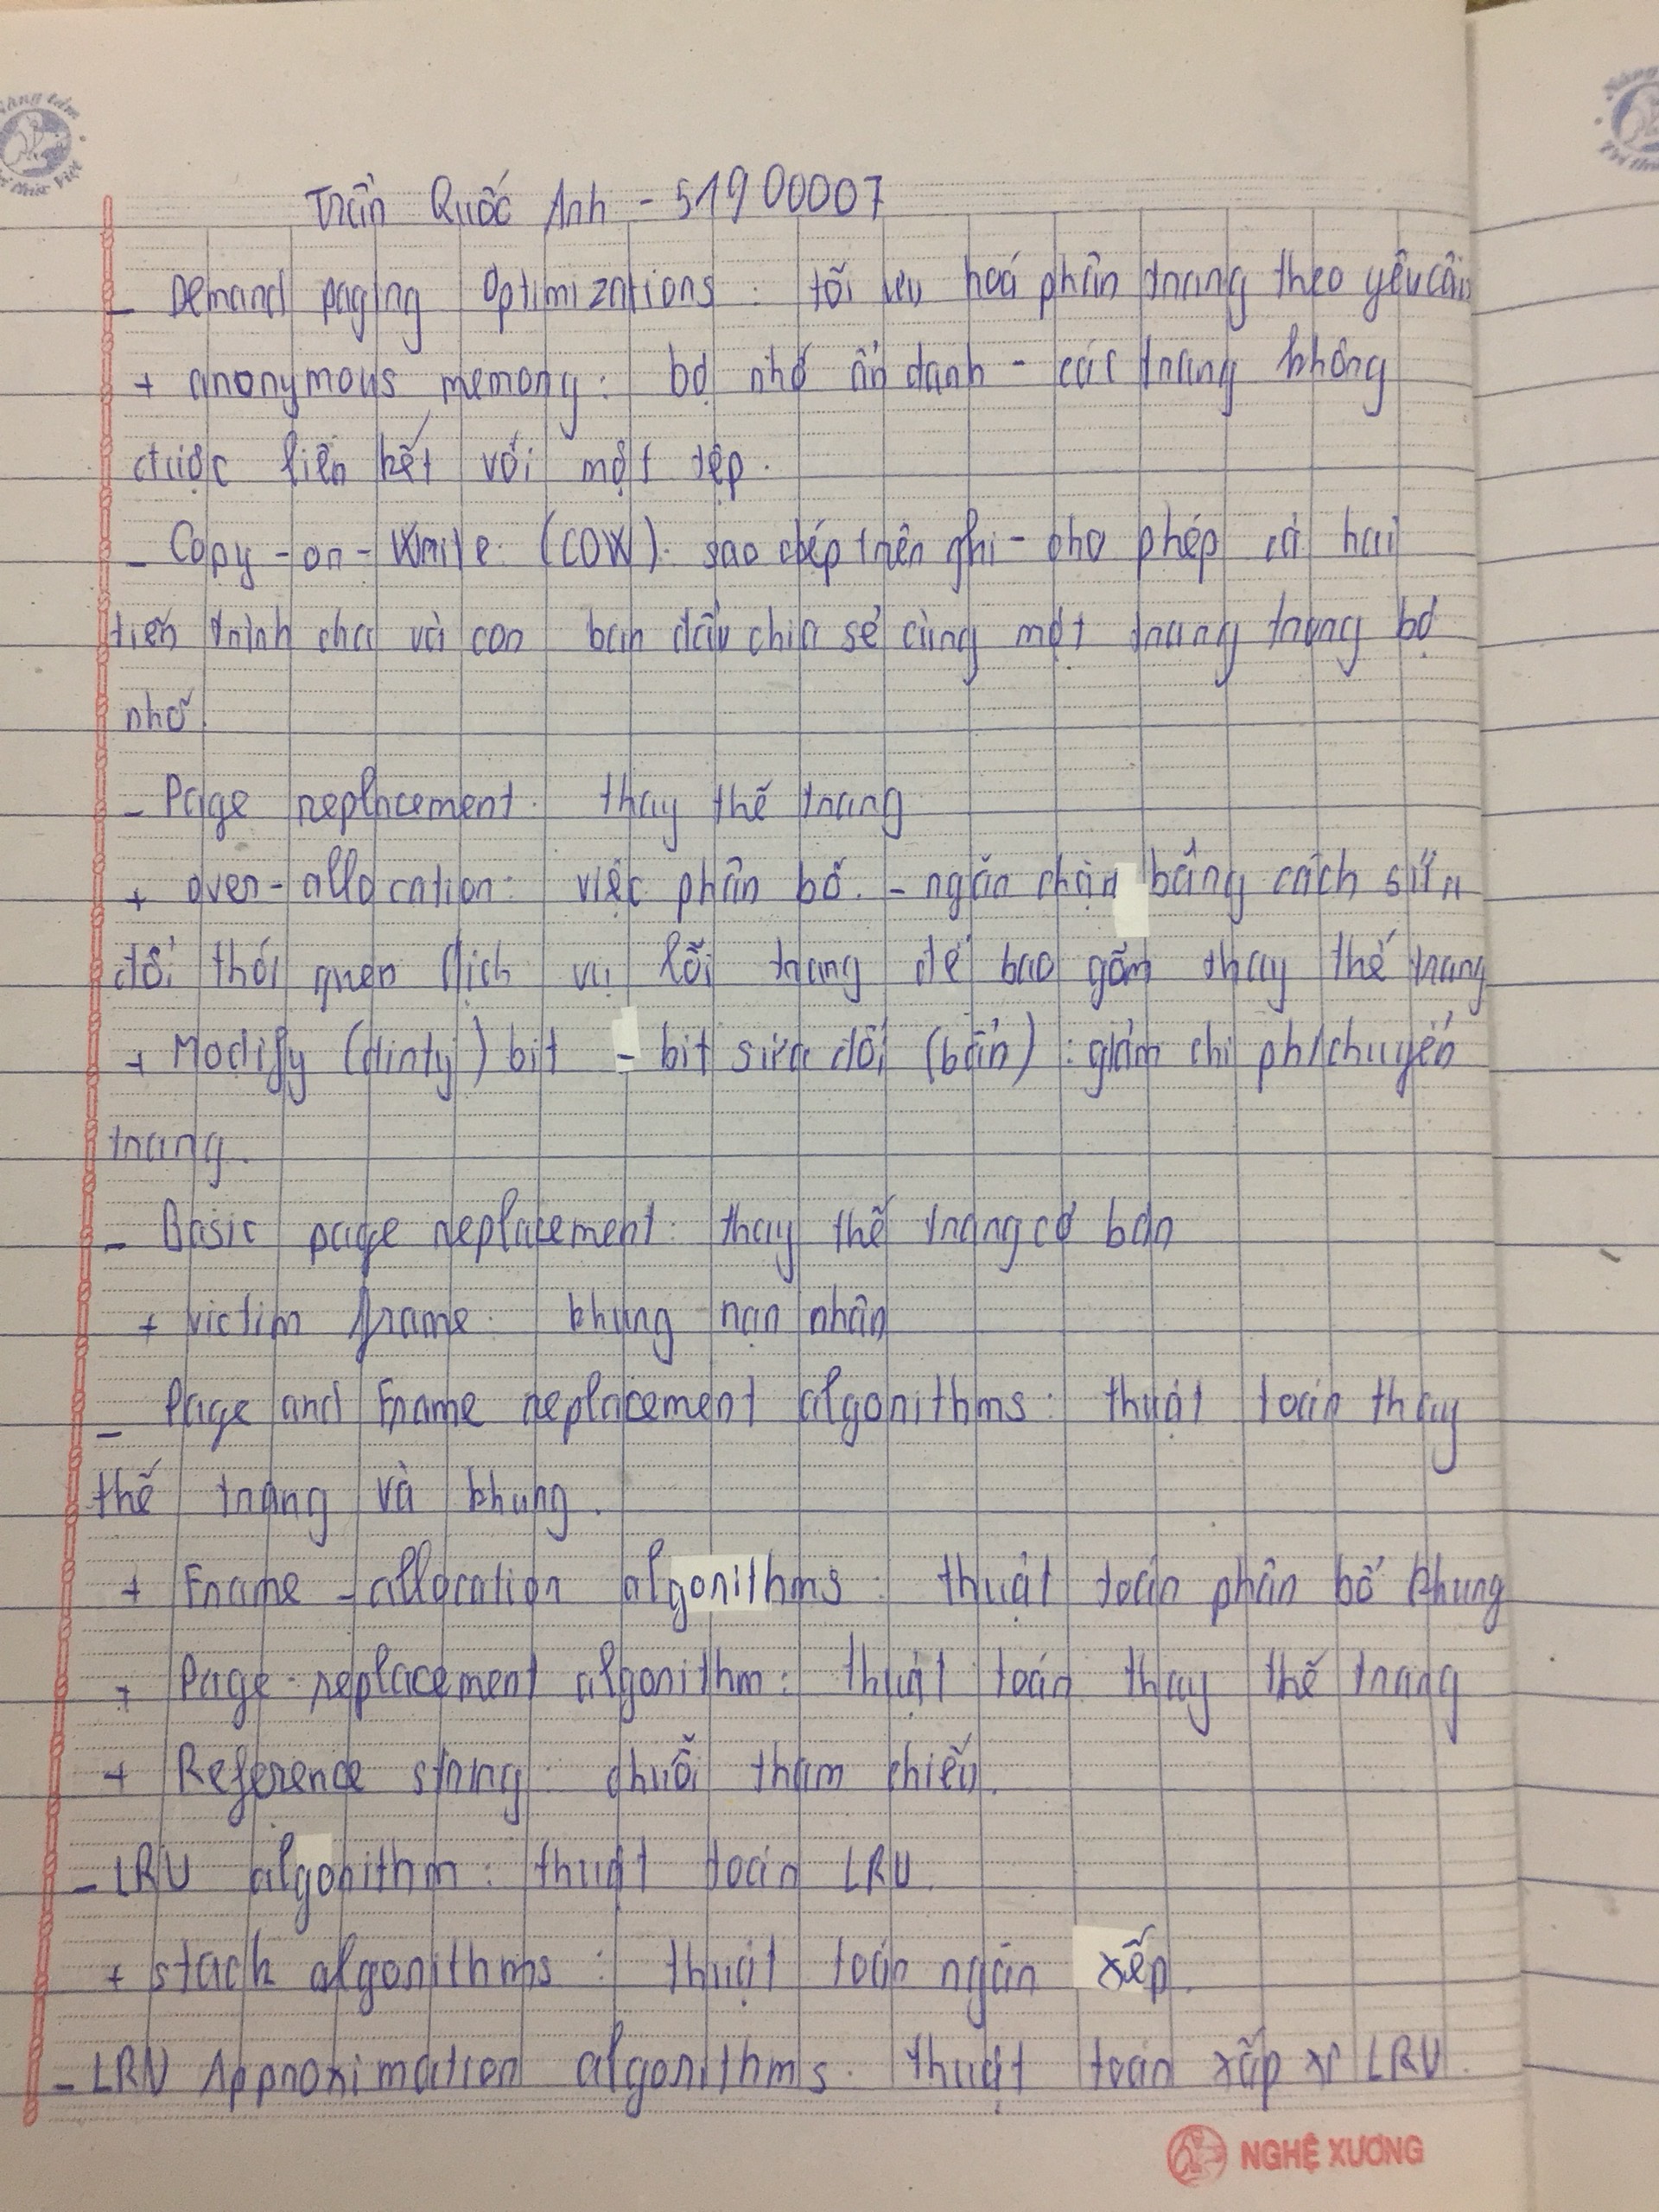 Nâng tầm
Tri thức Việt
Trần Quốc Anh - 51900007
- Demand paging Optimizations: tối ưu hoá phân trang theo yêu cầu
+ anonymous memory: bộ nhớ ẩn danh - các trang không
được liên kết với một tệp.
- Copy-on-Write (COW): sao chép trên ghi - cho phép cả hai
tiến trình cha và con ban đầu chia sẻ cùng một trang trong bộ
nhớ.
- Page replacement: thay thế trang
+ over-allocation: việc phân bổ. - ngăn chặn bằng cách sửa
đổi thói quen dịch vụ lỗi trang để bao gồm thay thế trang
+ Modify (dirty) bit - bit sửa đổi (bẩn): giảm chi phí chuyển
trang.
- Basic page replacement: thay thế trang cơ bản
+ victim frame: khung nạn nhân
- Page and Frame replacement algorithms: thuật toán thay
thế trang và khung.
+ Frame-allocation algorithms: thuật toán phân bổ khung
+ Page-replacement algorithm: thuật toán thay thế trang
+ Reference string: chuỗi tham chiếu.
- LRU algorithm: thuật toán LRU.
+ stack algorithms: thuật toán ngăn xếp.
- LRU Approximation algorithms: thuật toán xấp xỉ LRU.
NGHỆ XƯƠNG